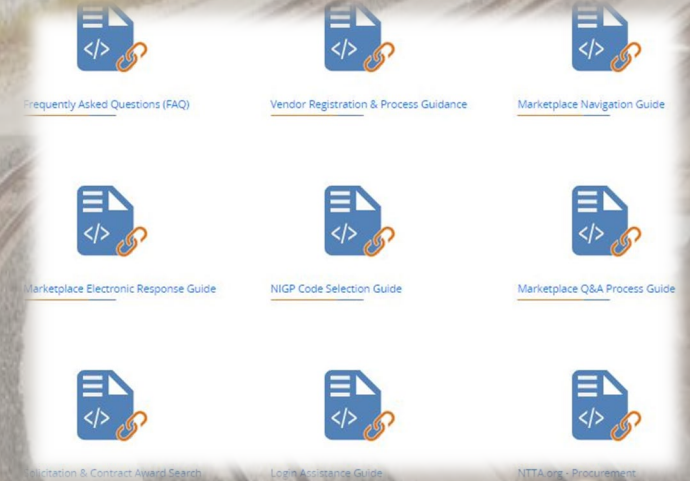 Frequently Asked Questions (FAQ)
Vendor Registration & Process Guidance
Marketplace Navigation Guide
Marketplace Electronic Response Guide
NIGP Code Selection Guide
Marketplace Q&A Process Guide
Solicitation & Contract Award Search
Login Assistance Guide
NTTA.org - Procurement